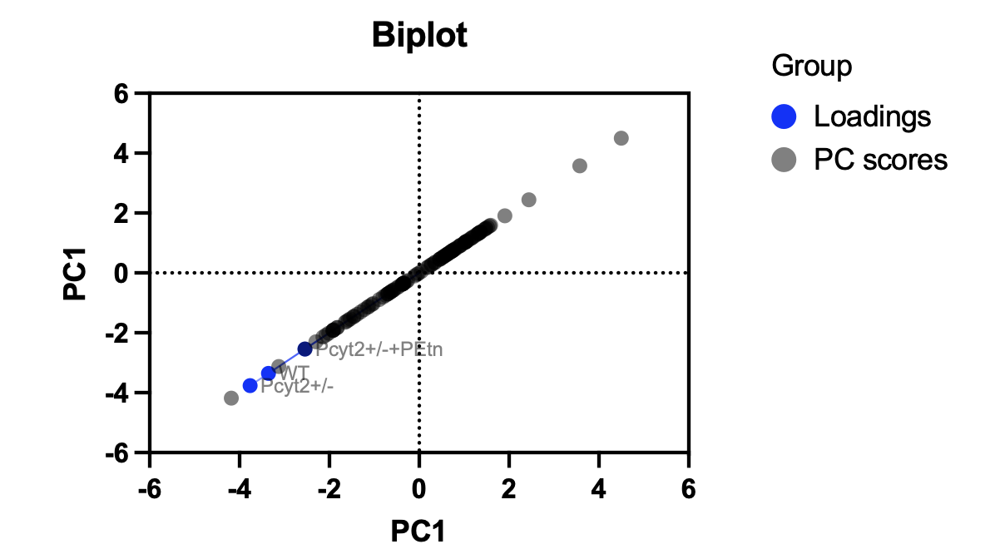 Biplot
Group
Loadings
PC scores
6
4
2
0
-2
-4
-6
PC1
Pcyt2+/-+PEtn
WT
Pcyt2+/-
-6
-4
-2
0
2
4
6
PC1